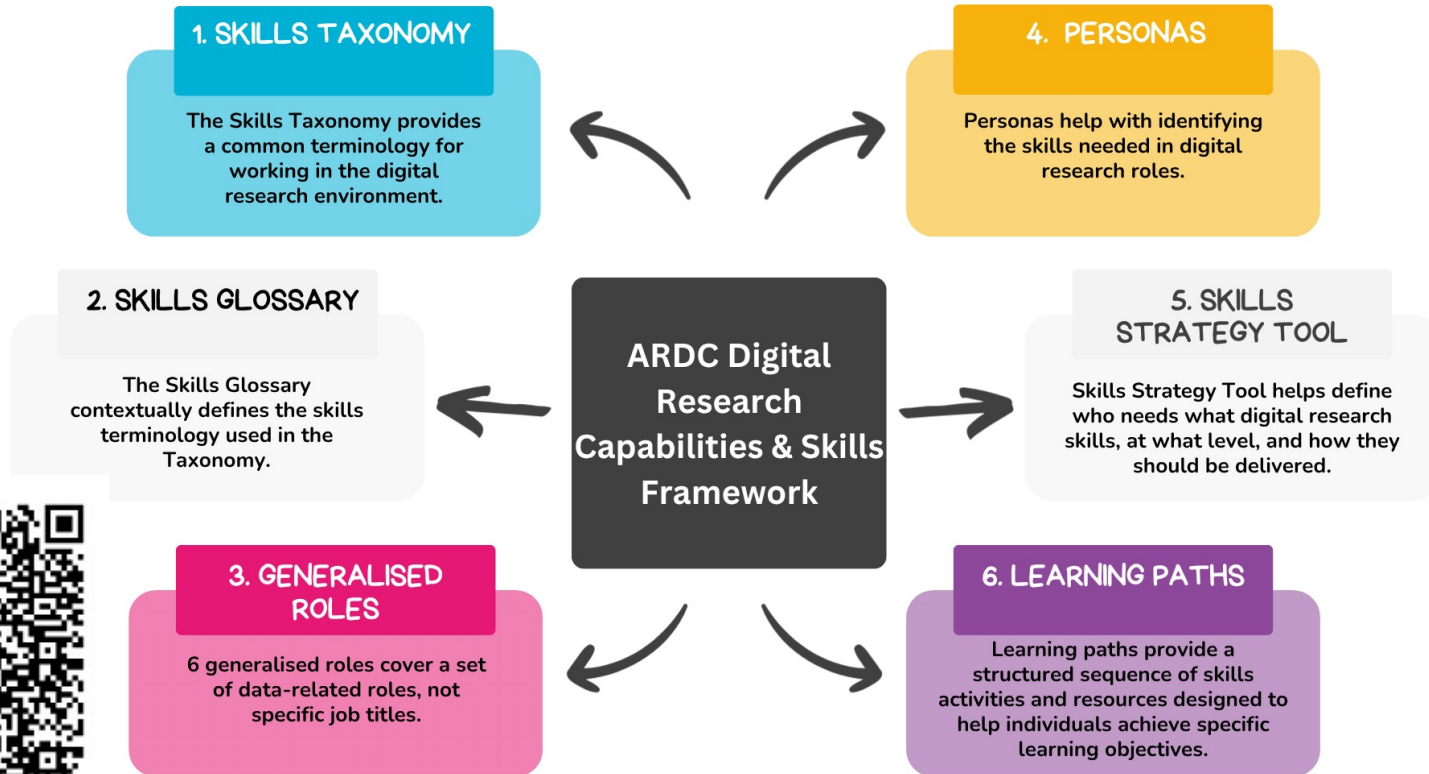 1. SKILLS TAXONOMY
The Skills Taxonomy provides
a common terminology for
working in the digital
research environment.
2. SKILLS GLOSSARY
The Skills Glossary
contextually defines the skills
terminology used in the
Taxonomy.
3. GENERALISED
ROLES
6 generalised roles cover a set
of data-related roles, not
specific job titles.
ARDC Digital
Research
Capabilities & Skills
Framework
4. PERSONAS
Personas help with identifying
the skills needed in digital
research roles.
5. SKILLS
STRATEGY TOOL
Skills Strategy Tool helps define
who needs what digital research
skills, at what level, and how they
should be delivered.
6. LEARNING PATHS
Learning paths provide a
structured sequence of skills
activities and resources designed to
help individuals achieve specific
learning objectives.